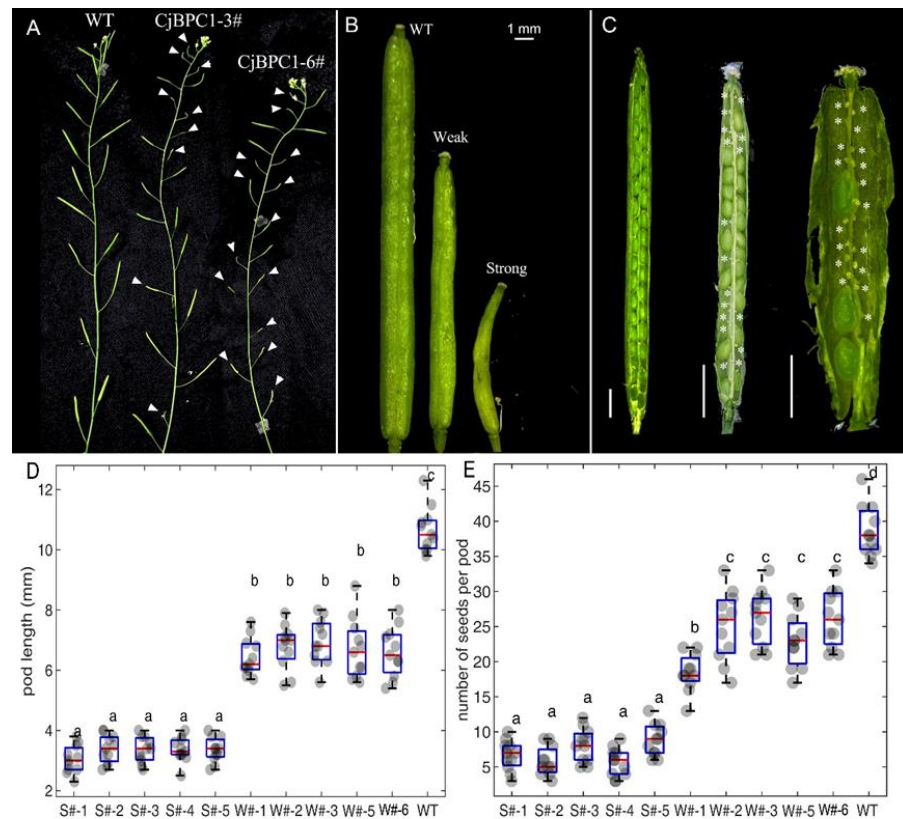 A
WT
CjBPC1-3#
CjBPC1-6#
B
WT
1 mm
Weak
Strong
C
* * * * * * * * * * * * * * *
* * * * * * * * * * * * * * * *
D
pod length (mm)
12
10
8
6
4
2
a a a a a b b b b b c
S#-1 S#-2 S#-3 S#-4 S#-5 W#-1 W#-2 W#-3 W#-5 W#-6 WT
E
number of seeds per pod
45
40
35
30
25
20
15
10
5
a a a a a b c c c c d
S#-1 S#-2 S#-3 S#-4 S#-5 W#-1 W#-2 W#-3 W#-5 W#-6 WT